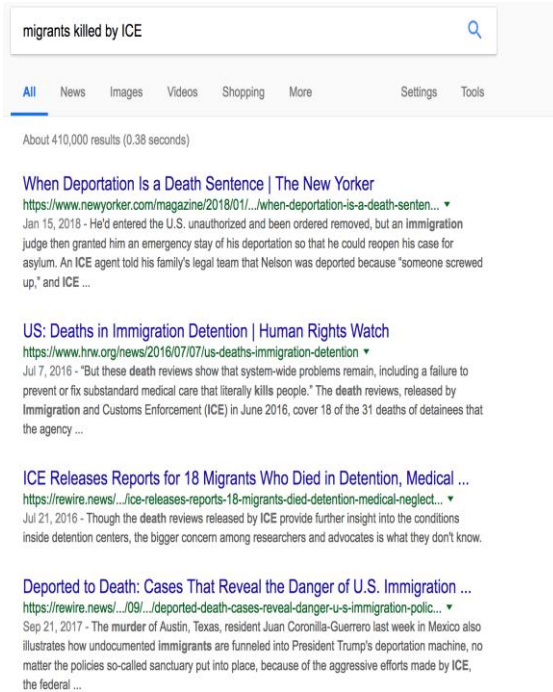 migrants killed by ICE
All News Images Videos Shopping More Settings Tools
About 410,000 results (0.38 seconds)
When Deportation Is a Death Sentence | The New Yorker
https://www.newyorker.com/magazine/2018/01/.../when-deportation-is-a-death-senten... ▼
Jan 15, 2018 - He'd entered the U.S. unauthorized and been ordered removed, but an immigration
judge then granted him an emergency stay of his deportation so that he could reopen his case for
asylum. An ICE agent told his family's legal team that Nelson was deported because "someone screwed
up," and ICE ...
US: Deaths in Immigration Detention | Human Rights Watch
https://www.hrw.org/news/2016/07/07/us-deaths-immigration-detention ▼
Jul 7, 2016 - "But these death reviews show that system-wide problems remain, including a failure to
prevent or fix substandard medical care that literally kills people." The death reviews, released by
Immigration and Customs Enforcement (ICE) in June 2016, cover 18 of the 31 deaths of detainees that
the agency ...
ICE Releases Reports for 18 Migrants Who Died in Detention, Medical ...
https://rewire.news/.../ice-releases-reports-18-migrants-died-detention-medical-neglect... ▼
Jul 21, 2016 - Though the death reviews released by ICE provide further insight into the conditions
inside detention centers, the bigger concern among researchers and advocates is what they don't know.
Deported to Death: Cases That Reveal the Danger of U.S. Immigration ...
https://rewire.news/.../09/.../deported-death-cases-reveal-danger-u-s-immigration-polic... ▼
Sep 21, 2017 - The murder of Austin, Texas, resident Juan Coronilla-Guerrero last week in Mexico also
illustrates how undocumented immigrants are funneled into President Trump's deportation machine, no
matter the policies so-called sanctuary put into place, because of the aggressive efforts made by ICE,
the federal ...